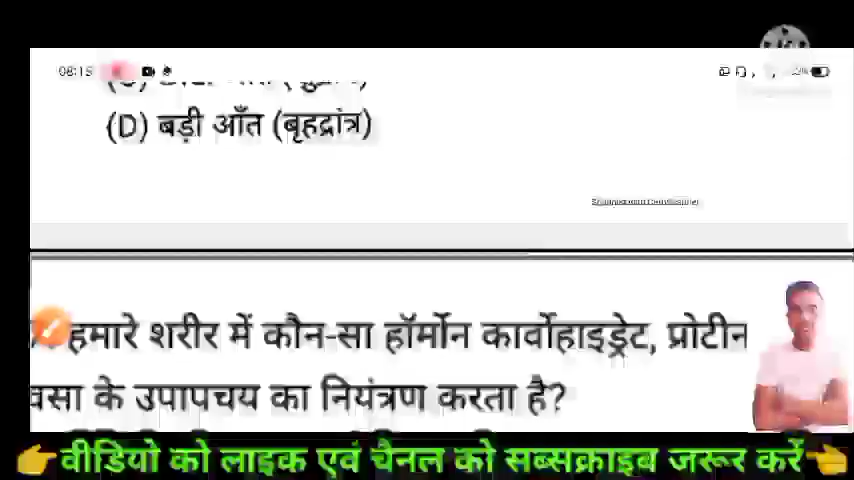 08:15
(D) बड़ी आँत (बृहद्रांत्र)
हमारे शरीर में कौन-सा हॉर्मोन कार्वोहाइड्रेट, प्रोटीन
वसा के उपापचय का नियंत्रण करता है?
👉वीडियो को लाइक एवं चैनल को सब्सक्राइब जरूर करें👈